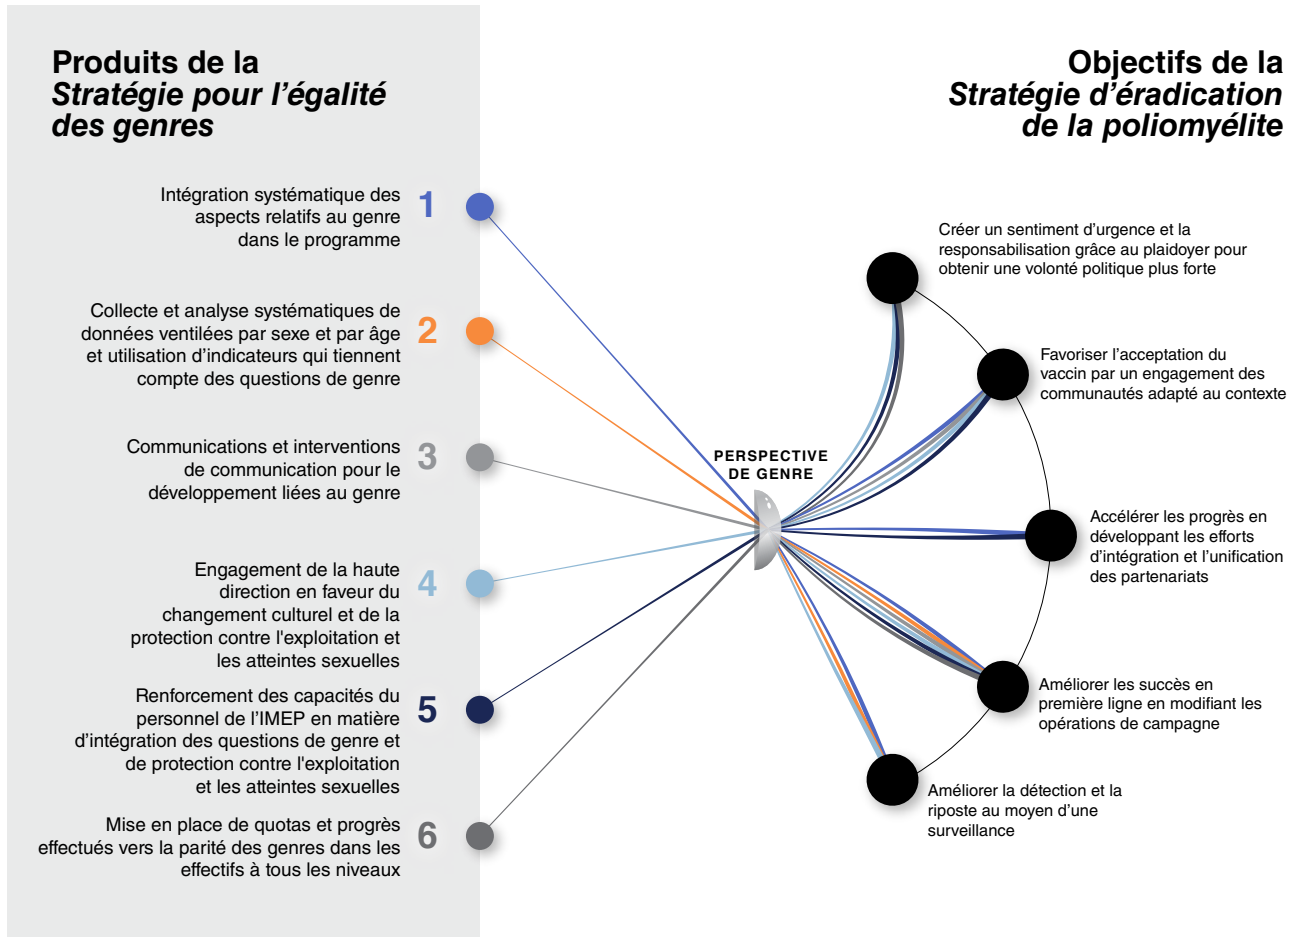 Produits de la
Stratégie pour l'égalité
des genres
Intégration systématique des
aspects relatifs au genre
dans le programme
1
Collecte et analyse systématiques de
données ventilées par sexe et par âge
et utilisation d'indicateurs qui tiennent
compte des questions de genre
2
Communications et interventions
de communication pour le
développement liées au genre
3
Engagement de la haute
direction en faveur du
changement culturel et de la
protection contre l'exploitation et
les atteintes sexuelles
4
Renforcement des capacités du
personnel de l'IMEP en matière
d'intégration des questions de genre et
de protection contre l'exploitation
et les atteintes sexuelles
5
Mise en place de quotas et progrès
effectués vers la parité des genres dans les
effectifs à tous les niveaux
6
PERSPECTIVE
DE GENRE
Objectifs de la
Stratégie d'éradication
de la poliomyélite
Créer un sentiment d'urgence et la
responsabilisation grâce au plaidoyer pour
obtenir une volonté politique plus forte
Favoriser l'acceptation du
vaccin par un engagement des
communautés adapté au contexte
Accélérer les progrès en
développant les efforts
d'intégration et l'unification
des partenariats
Améliorer les succès en
première ligne en modifiant les
opérations de campagne
Améliorer la détection et la
riposte au moyen d'une
surveillance